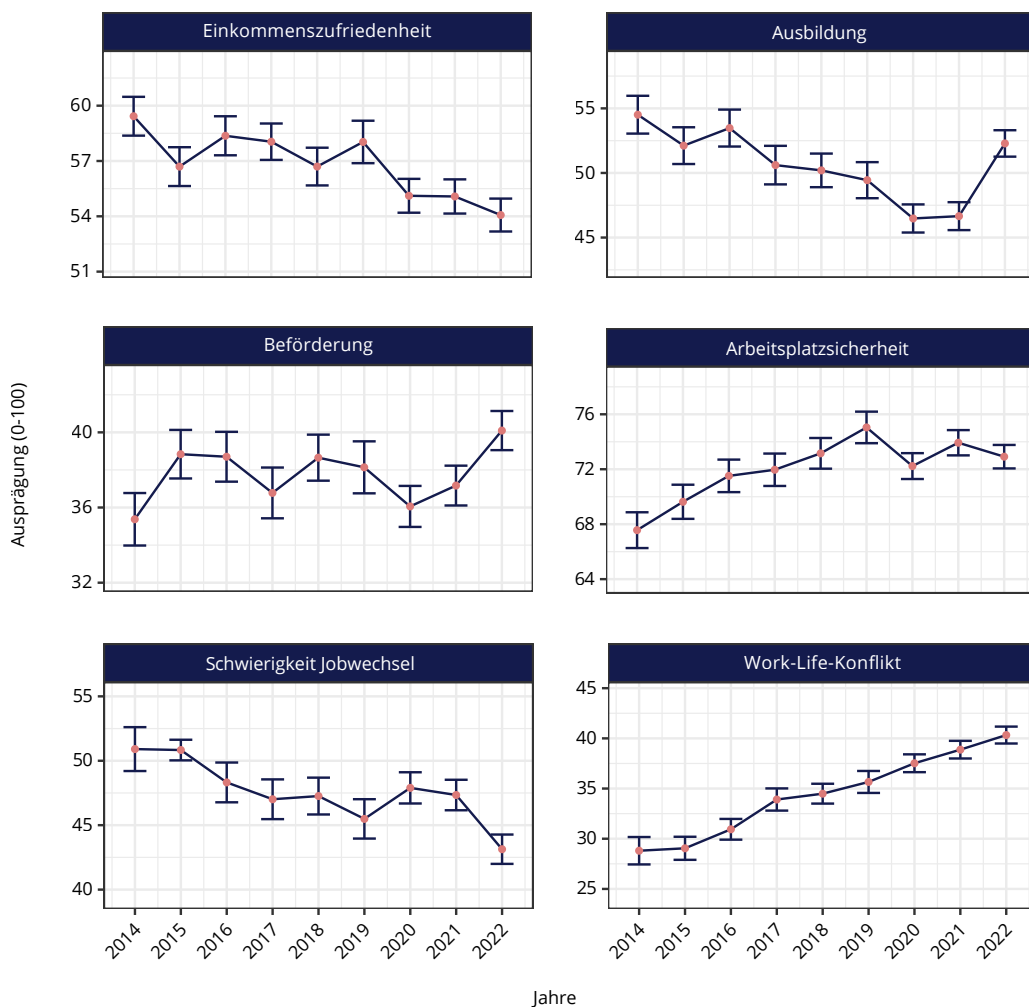 Einkommenszufriedenheit
60
57
54
51
Ausbildung
55
50
45
Ausprägung (0-100)
Beförderung
40
36
32
Arbeitsplatzsicherheit
76
72
68
64
Schwierigkeit Jobwechsel
55
50
45
40
2014 2015 2016 2017 2018 2019 2020 2021 2022
Work-Life-Konflikt
45
40
35
30
25
2014 2015 2016 2017 2018 2019 2020 2021 2022
Jahre